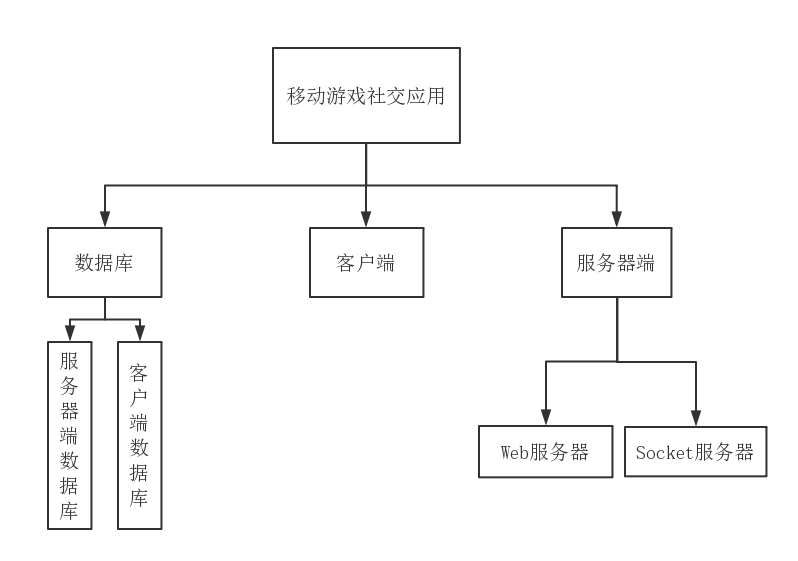 移动游戏社交应用
数据库
客户端
服务器端
服务器端数据库
客户端数据库
Web服务器
Socket服务器